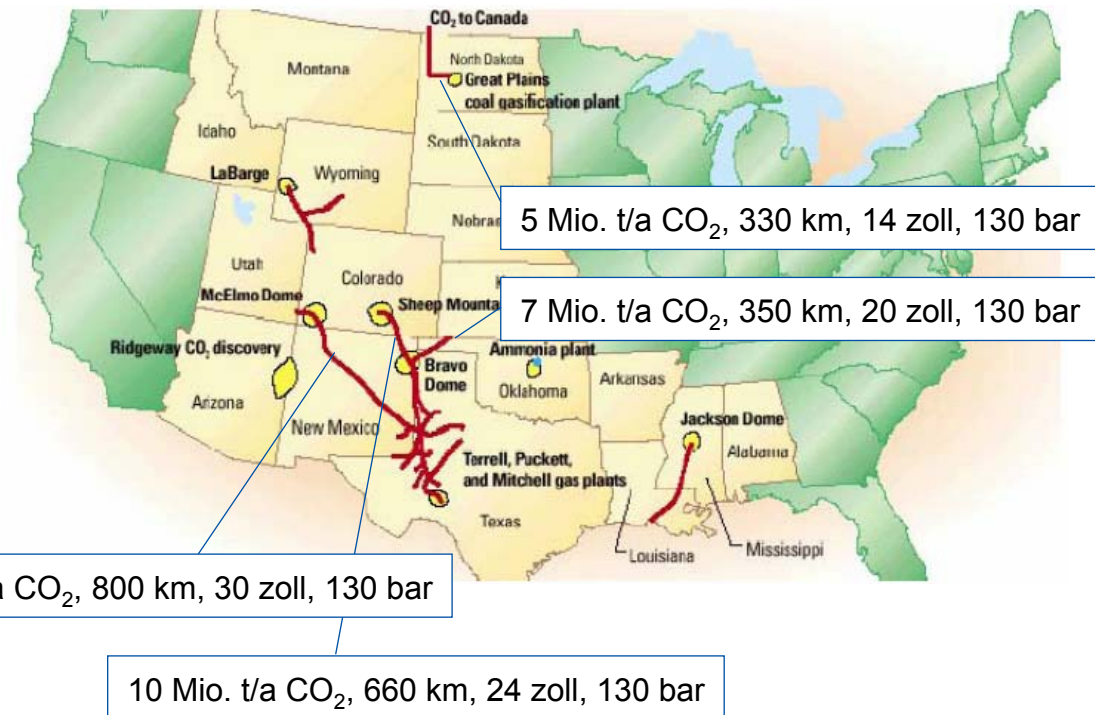 CO₂ to Canada
North Dakota
Great Plains
coal gasification plant
Montana
Idaho
South Dakota
LaBarge
Wyoming
5 Mio. t/a CO₂, 330 km, 14 zoll, 130 bar
Utah
Colorado
McElmo Dome
Sheep
7 Mio. t/a CO₂, 350 km, 20 zoll, 130 bar
Ridgeway CO₂ discovery
Bravo
Dome
Ammonia plant
Oklahoma
Arkansas
Arizona
New Mexico
Jackson Dome
Alabama
Terrell, Puckett,
and Mitchell gas plants
Texas
Louisiana
Mississippi
CO₂, 800 km, 30 zoll, 130 bar
10 Mio. t/a CO₂, 660 km, 24 zoll, 130 bar